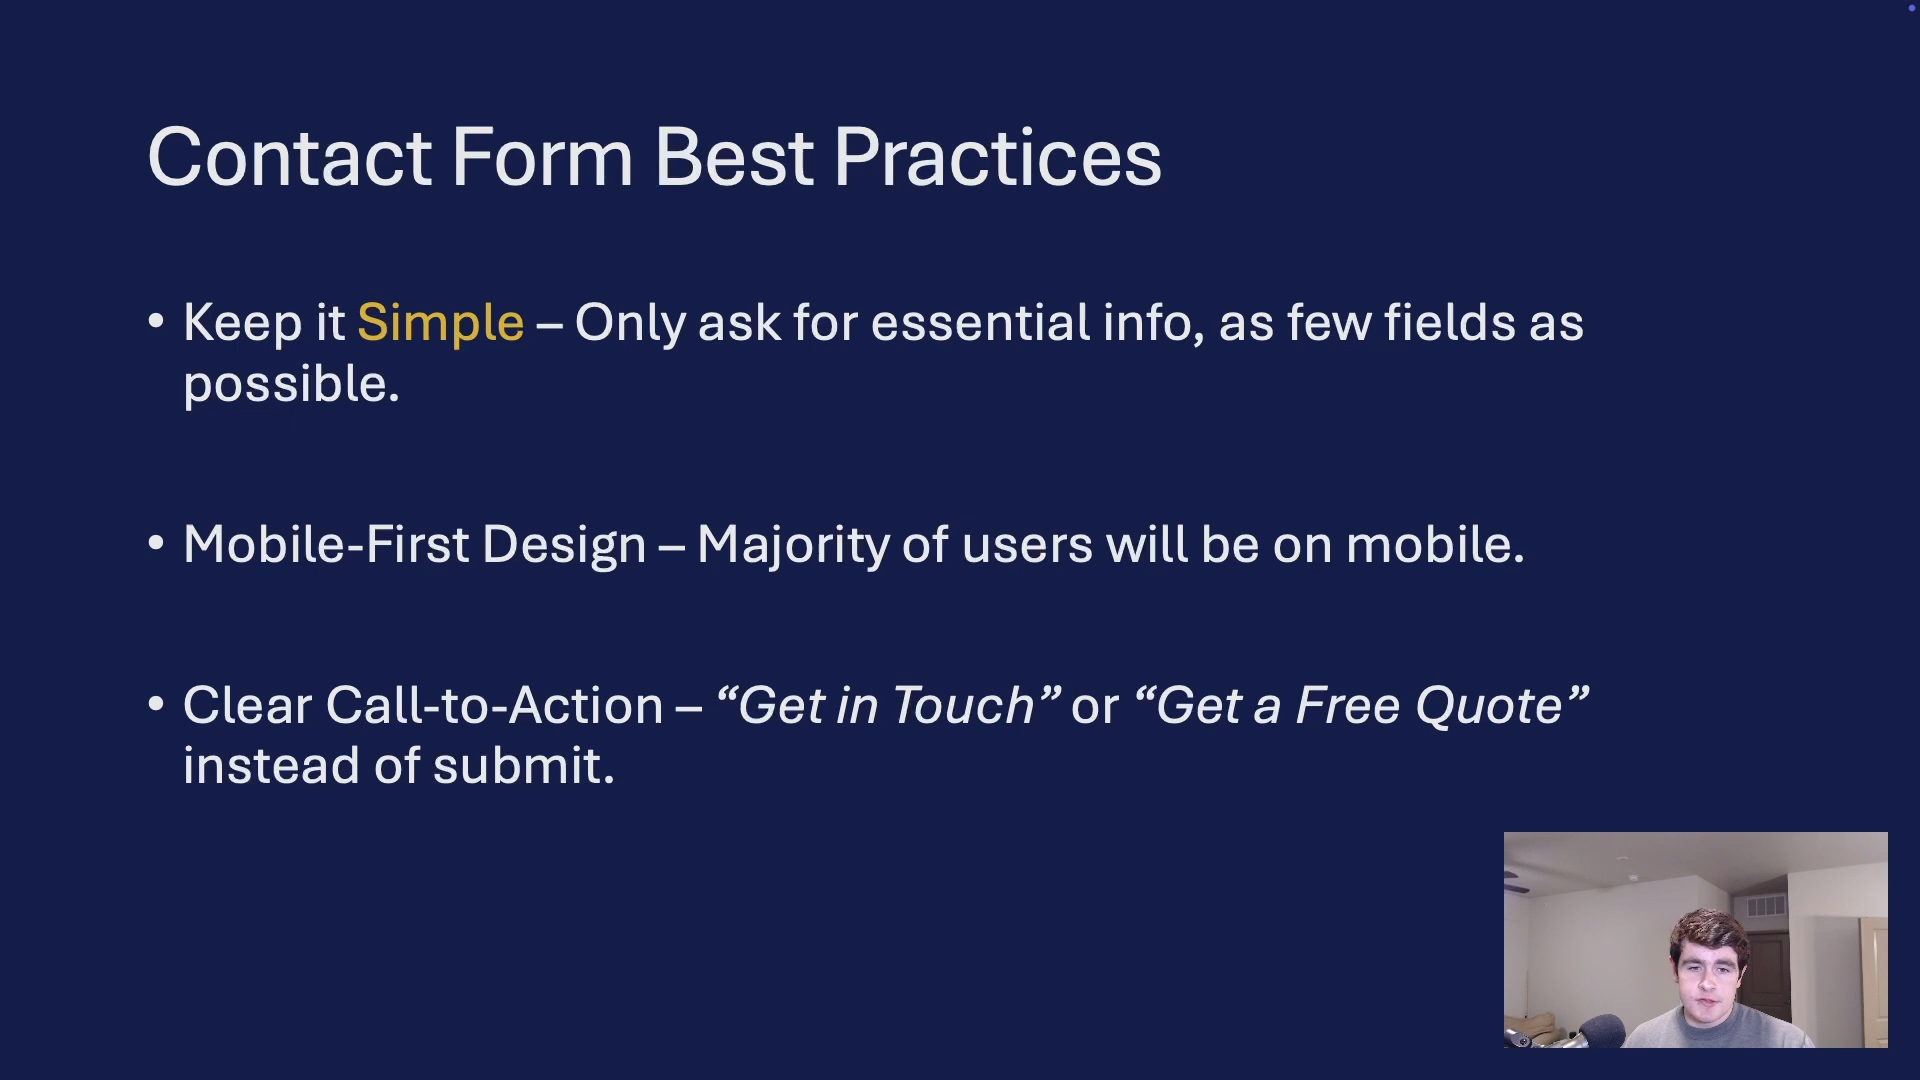 Contact Form Best Practices
• Keep it Simple – Only ask for essential info, as few fields as
possible.
• Mobile-First Design – Majority of users will be on mobile.
• Clear Call-to-Action – “Get in Touch” or “Get a Free Quote”
instead of submit.